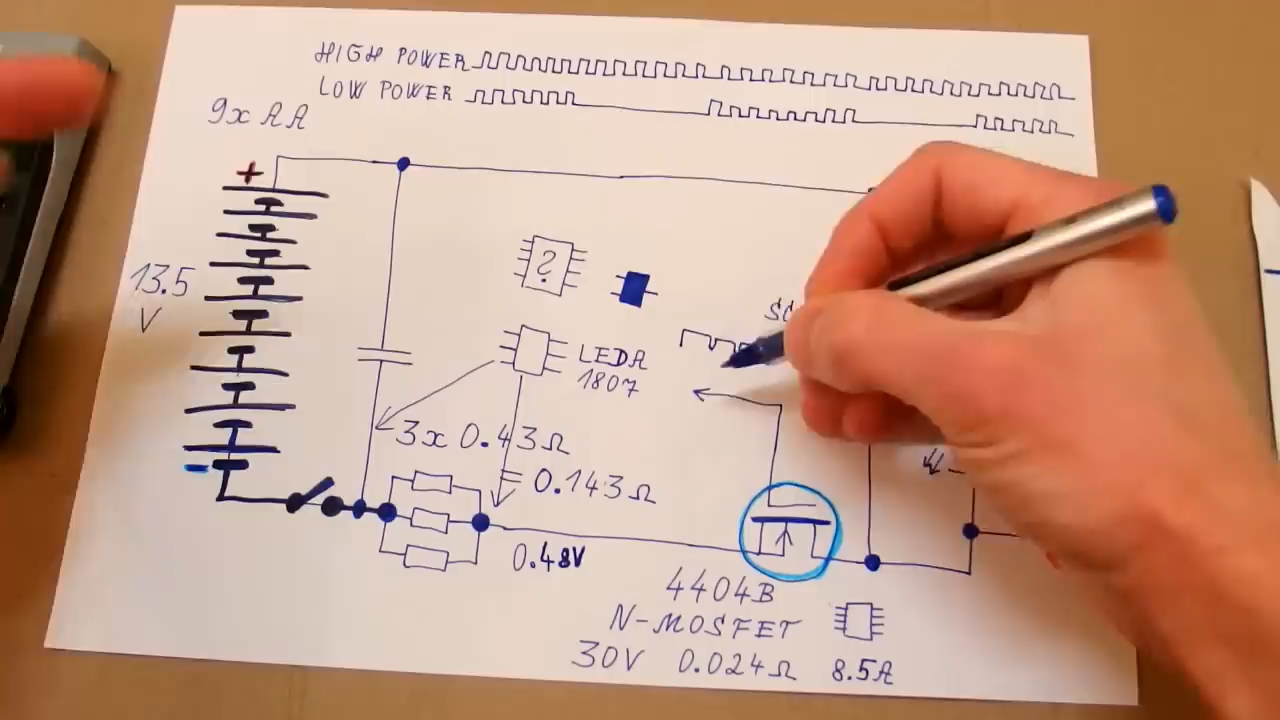 HIGH POWER
LOW POWER
9x AA
+
13.5
V
?
LEDA
1807
3x 0.43Ω
= 0.143Ω
-
0.48V
4404B
N-MOSFET
30V 0.024Ω 8.5A